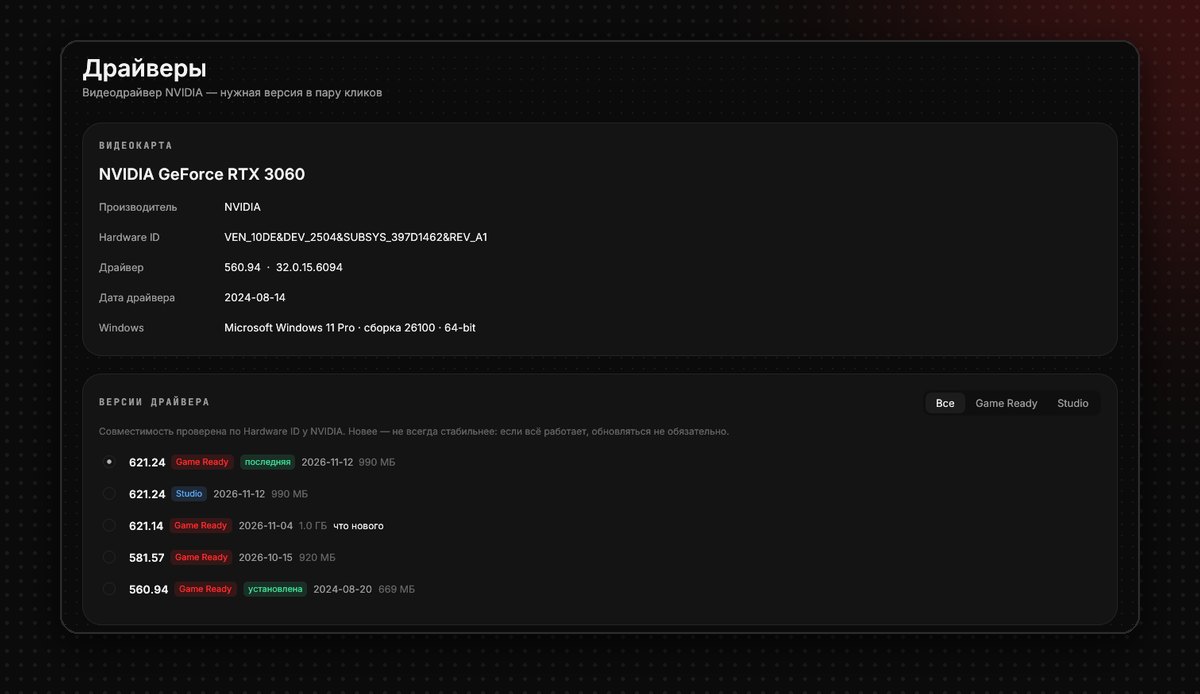 Драйверы
Видеодрайвер NVIDIA — нужная версия в пару кликов
ВИДЕОКАРТА
NVIDIA GeForce RTX 3060
Производитель NVIDIA
Hardware ID VEN_10DE&DEV_2504&SUBSYS_397D1462&REV_A1
Драйвер 560.94 · 32.0.15.6094
Дата драйвера 2024-08-14
Windows Microsoft Windows 11 Pro · сборка 26100 · 64-bit
ВЕРСИИ ДРАЙВЕРА Все Game Ready Studio
Совместимость проверена по Hardware ID у NVIDIA. Новее — не всегда стабильнее: если всё работает, обновляться не обязательно.
621.24 Game Ready последняя 2026-11-12 990 МБ
621.24 Studio 2026-11-12 990 МБ
621.14 Game Ready 2026-11-04 1.0 ГБ что нового
581.57 Game Ready 2026-10-15 920 МБ
560.94 Game Ready установлена 2024-08-20 669 МБ